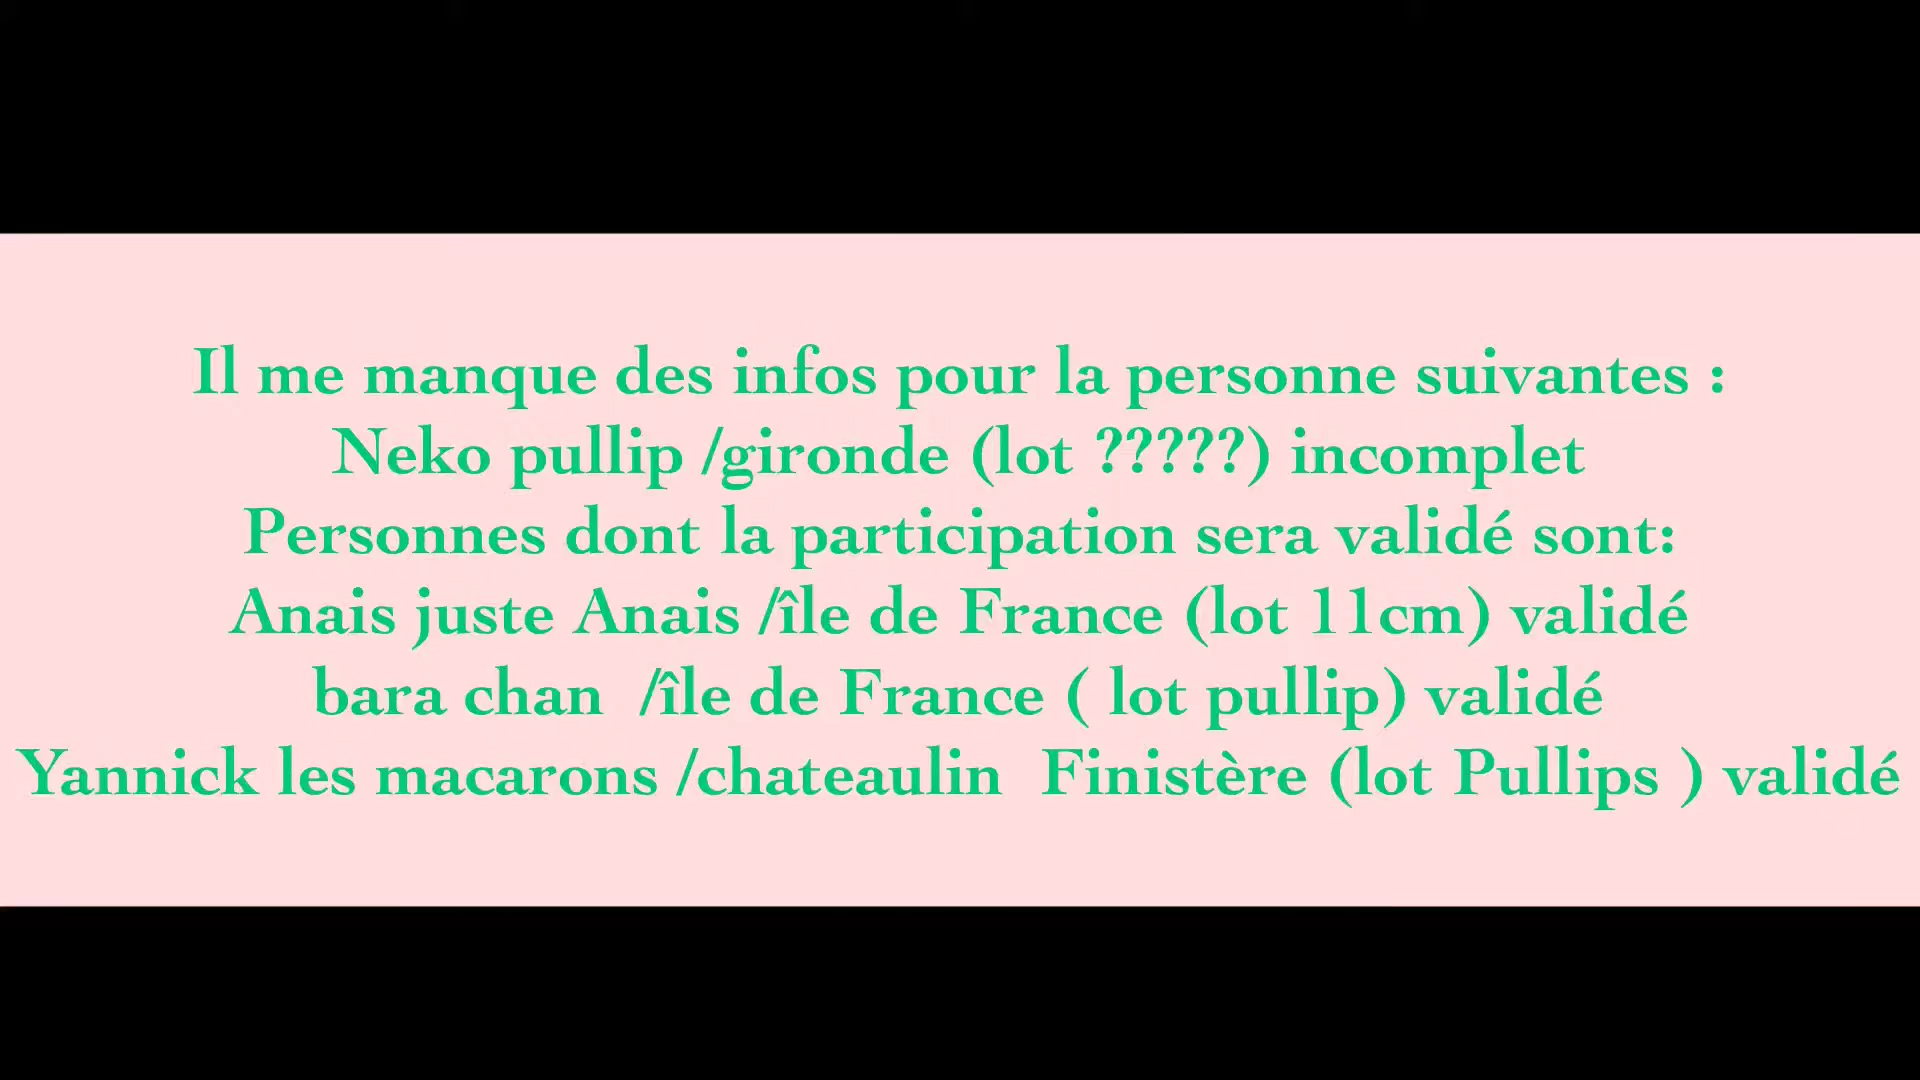 Il me manque des infos pour la personne suivantes :
Neko pullip /gironde (lot ?????) incomplet
Personnes dont la participation sera validé sont:
Anais juste Anais /île de France (lot 11cm) validé
bara chan  /île de France ( lot pullip) validé
Yannick les macarons /chateaulin  Finistère (lot Pullips ) validé